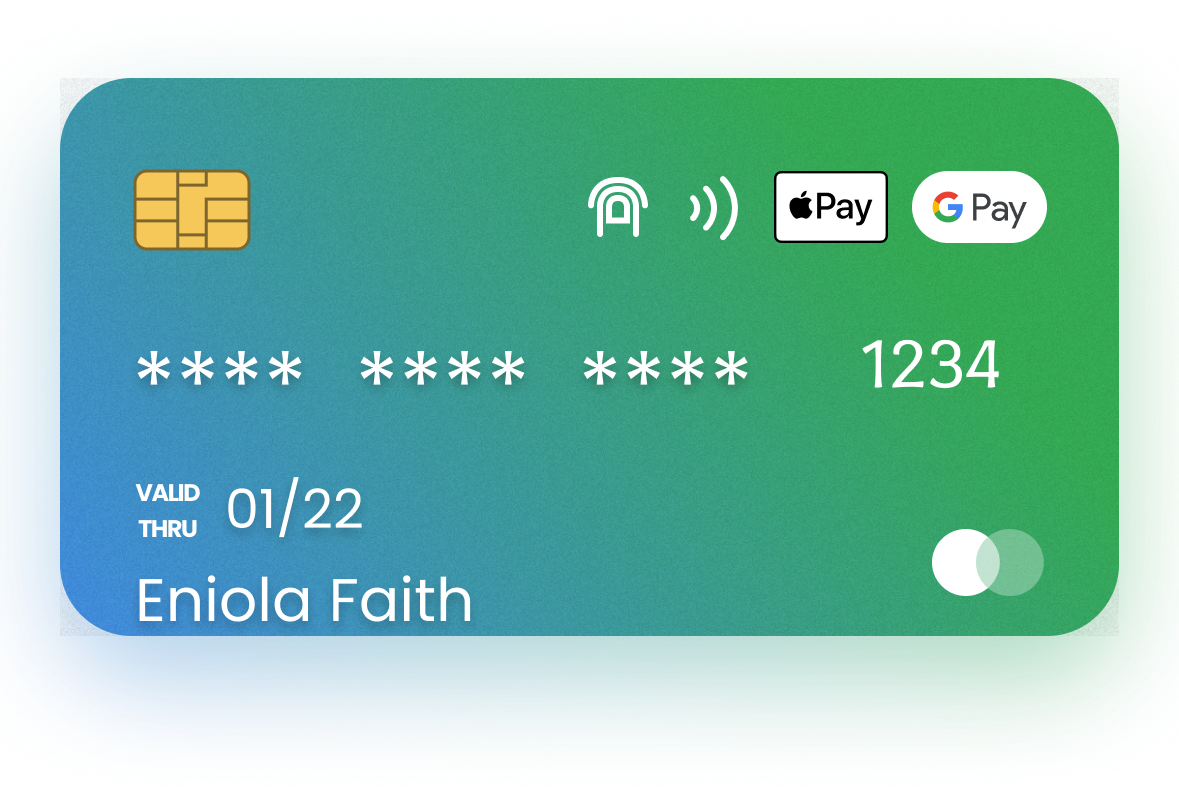 Pay G Pay
**** **** **** 1234
VALID THRU 01/22
Eniola Faith